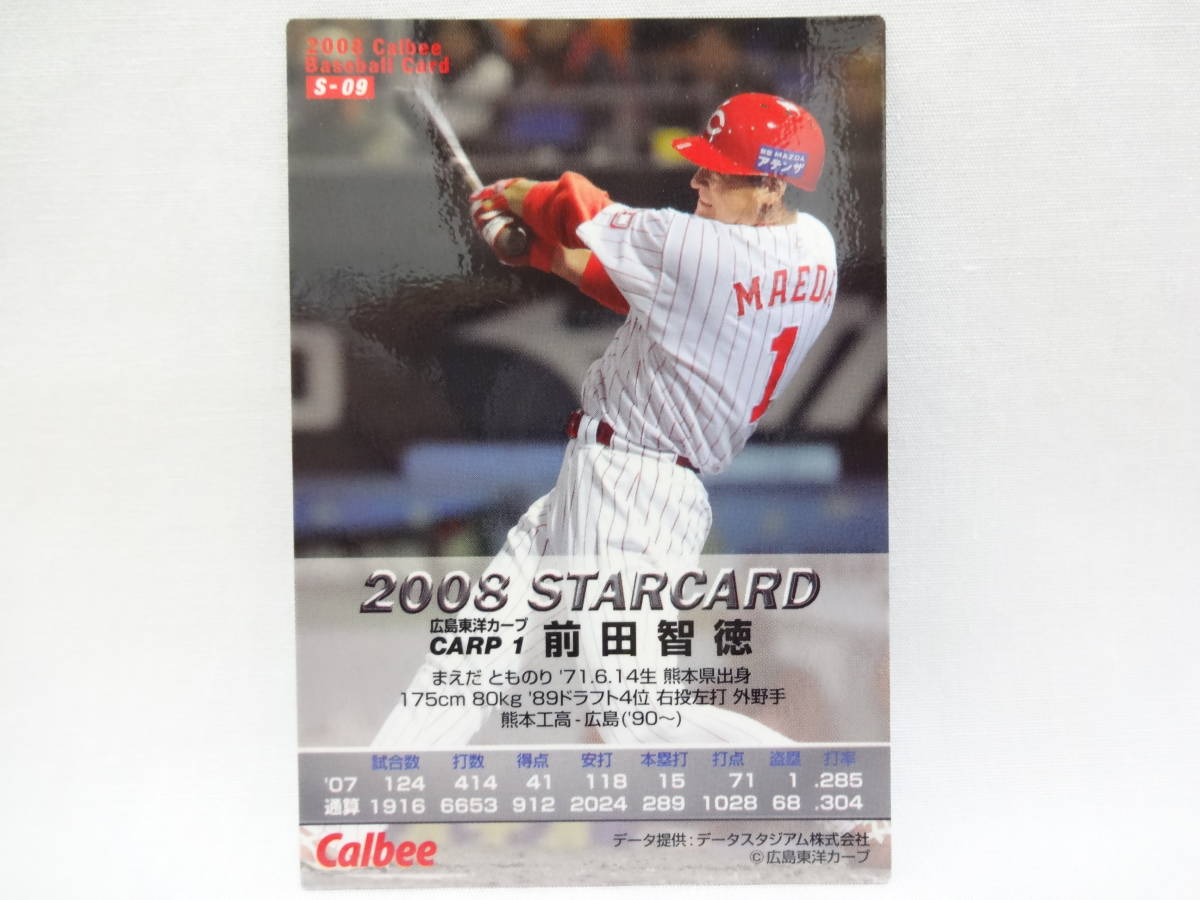 2008 Calbee
Baseball Card
S-09
C
MAZDA
アテンザ
MAEDA
1
2008 STARCARD
広島東洋カープ
CARP 1 前田智徳
まえだ とものり '71.6.14生 熊本県出身
175cm 80kg '89ドラフト4位 右投左打 外野手
熊本工高-広島('90〜)
試合数 打数 得点 安打 本塁打 打点 盗塁 打率
'07 124 414 41 118 15 71 1 .285
通算 1916 6653 912 2024 289 1028 68 .304
Calbee
データ提供:データスタジアム株式会社
©広島東洋カープ